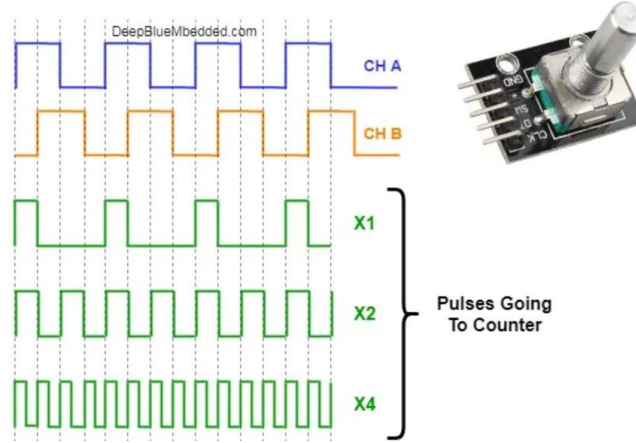 DeepBlueMbedded.com
CH A
CH B
X1
X2
X4
Pulses Going
To Counter
GND
+
SW
DT
CLK